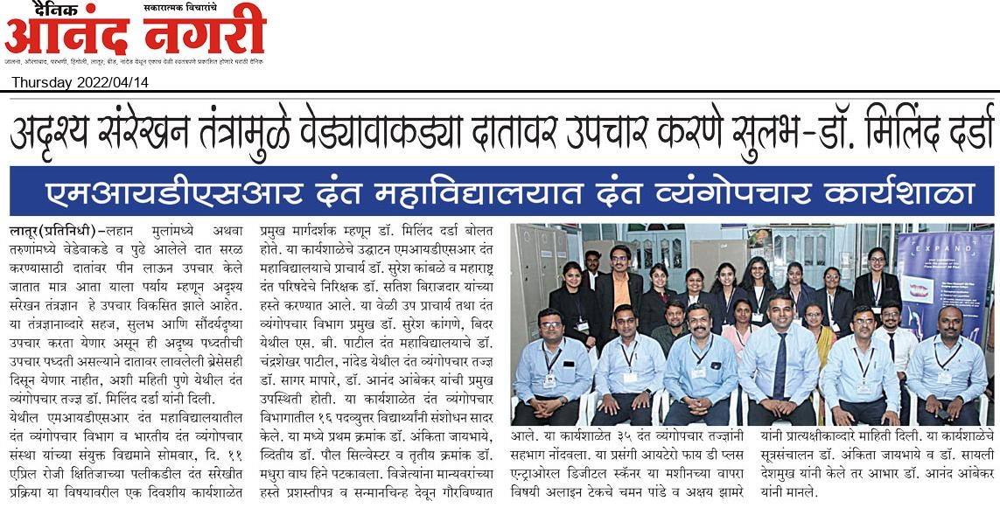 दैनिक
सकारात्मक विचारांचे
आनंद नगरी
जालना, औरंगाबाद, परभणी, हिंगोली, लातूर, बीड, नांदेड येथून एकाच वेळी स्वतंत्रपणे प्रकाशित होणारे मराठी दैनिक
Thursday 2022/04/14
अदृश्य संरेखन तंत्रामुळे वेड्यावाकड्या दातावर उपचार करणे सुलभ-डॉ. मिलिंद दर्डा
एमआयडीएसआर दंत महाविद्यालयात दंत व्यंगोपचार कार्यशाळा
लातूर(प्रतिनिधी)-लहान मुलांमध्ये अथवा
तरुणांमध्ये वेडेवाकडे व पुढे आलेले दात सरळ
करण्यासाठी दातांवर पीन लाऊन उपचार केले
जातात मात्र आता याला पर्याय म्हणून अदृश्य
सरेखन तंत्रज्ञान हे उपचार विकसित झाले आहेत.
या तंत्रज्ञानाव्दारे सहज, सुलभ आणि सौंदर्यदृष्या
उपचार करता येणार असून ही अदृष्य पध्दतीची
उपचार पध्दती असल्याने दातावर लावलेली ब्रेसेसही
दिसून येणार नाहीत, अशी महिती पुणे येथील दंत
व्यंगोपचार तज्ज्ञ डॉ. मिलिंद दर्डा यांनी दिली.
येथील एमआयडीएसआर दंत महाविद्यालयातील
दंत व्यंगोपचार विभाग व भारतीय दंत व्यंगोपचार
संस्था यांच्या संयुक्त विद्यमाने सोमवार, दि. ११
एप्रिल रोजी क्षितिजाच्या पलीकडील दंत सरेखीत
प्रक्रिया या विषयावरील एक दिवशीय कार्यशाळेत
प्रमुख मार्गदर्शक म्हणून डॉ. मिलिंद दर्डा बोलत
होते. या कार्यशाळेचे उद्घाटन एमआयडीएसआर दंत
महाविद्यालयाचे प्राचार्य डॉ. सुरेश कांबळे व महाराष्ट्र
दंत परिषदेचे निरिक्षक डॉ. सतिश बिराजदार यांच्या
हस्ते करण्यात आले. या वेळी उप प्राचार्य तथा दंत
व्यंगोपचार विभाग प्रमुख डॉ. सुरेश कांगणे, बिदर
येथील एस. बी. पाटील दंत महाविद्यालयाचे डॉ.
चंद्रशेखर पाटील, नांदेड येथील दंत व्यंगोपचार तज्ज्ञ
डॉ. सागर मापारे, डॉ. आनंद आंबेकर यांची प्रमुख
उपस्थिती होती. या कार्यशाळेत दंत व्यंगोपचार
विभागातील १६ पदव्युत्तर विद्यार्थ्यांनी संशोधन सादर
केले. या मध्ये प्रथम क्रमांक डॉ. अंकिता जायभाये,
व्दितीय डॉ. पौल सिल्वेस्टर व तृतीय क्रमांक डॉ.
मधुरा वाघ हिने पटकावला. विजेत्यांना मान्यवरांच्या
हस्ते प्रशस्तीपत्र व सन्मानचिन्ह देवून गौरविण्यात
EXPAND
आले. या कार्यशाळेत ३५ दंत व्यंगोपचार तज्ज्ञांनी
सहभाग नोंदवला. या प्रसंगी आयटेरो फाय डी प्लस
एन्ट्राओरल डिजीटल स्कॅनर या मशीनच्या वापरा
विषयी अलाइन टेकचे चमन पांडे व अक्षय झामरे
यांनी प्रात्यक्षीकाव्दारे माहिती दिली. या कार्यशाळेचे
सूत्रसंचालन डॉ. अंकिता जायभाये व डॉ. सायली
देशमुख यांनी केले तर आभार डॉ. आनंद आंबेकर
यांनी मानले.